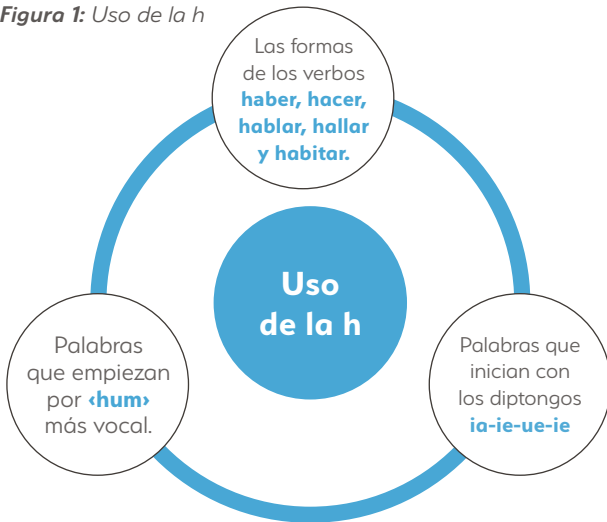 Figura 1: Uso de la h
Las formas
de los verbos
haber, hacer,
hablar, hallar
y habitar.
Uso
de la h
Palabras
que empiezan
por ‹hum›
más vocal.
Palabras que
inician con
los diptongos
ia-ie-ue-ie